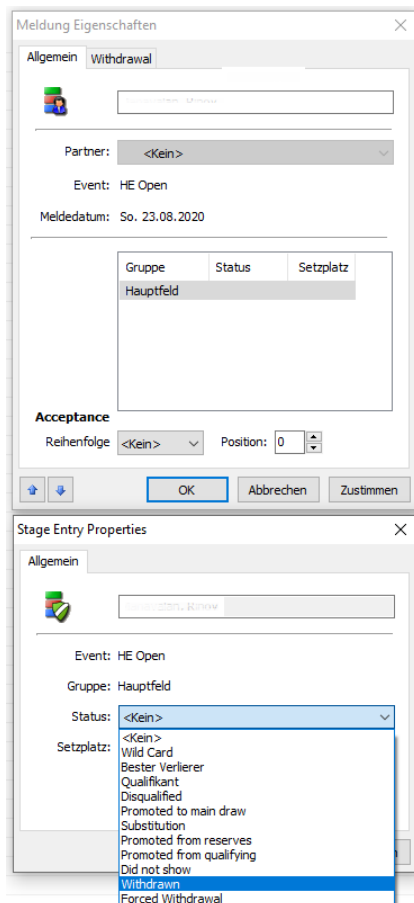 Meldung Eigenschaften
Allgemein Withdrawal
Partner: <Kein>
Event: HE Open
Meldedatum: So. 23.08.2020
Gruppe Status Setzplatz
Hauptfeld
Acceptance
Reihenfolge <Kein> Position: 0
OK Abbrechen Zustimmen
Stage Entry Properties
Allgemein
Event: HE Open
Gruppe: Hauptfeld
Status: <Kein>
<Kein>
Setzplatz: Wild Card
Bester Verlierer
Qualifikant
Disqualified
Promoted to main draw
Substitution
Promoted from reserves
Promoted from qualifying
Did not show
Withdrawn
Forced Withdrawal